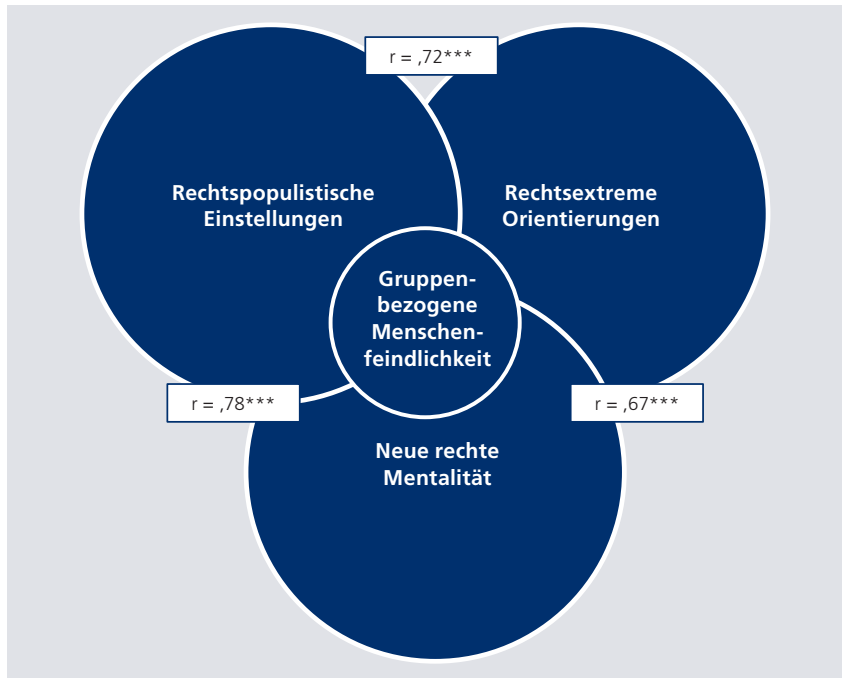 r = ,72***
Rechtspopulistische
Einstellungen
Rechtsextreme
Orientierungen
Gruppen-
bezogene
Menschen-
feindlichkeit
r = ,78***
r = ,67***
Neue rechte
Mentalität